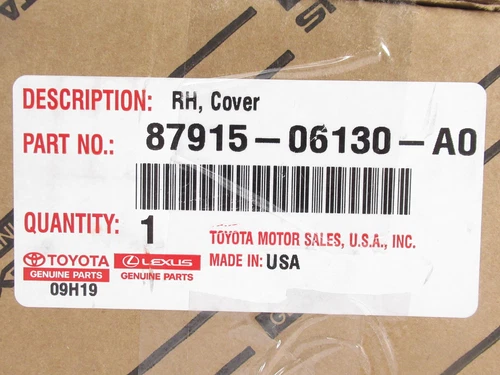 DESCRIPTION: RH, Cover
PART NO.: 87915-06130-A0
QUANTITY: 1
TOYOTA MOTOR SALES, U.S.A., INC.
MADE IN: USA
TOYOTA
GENUINE PARTS
LEXUS
GENUINE PARTS
09H19